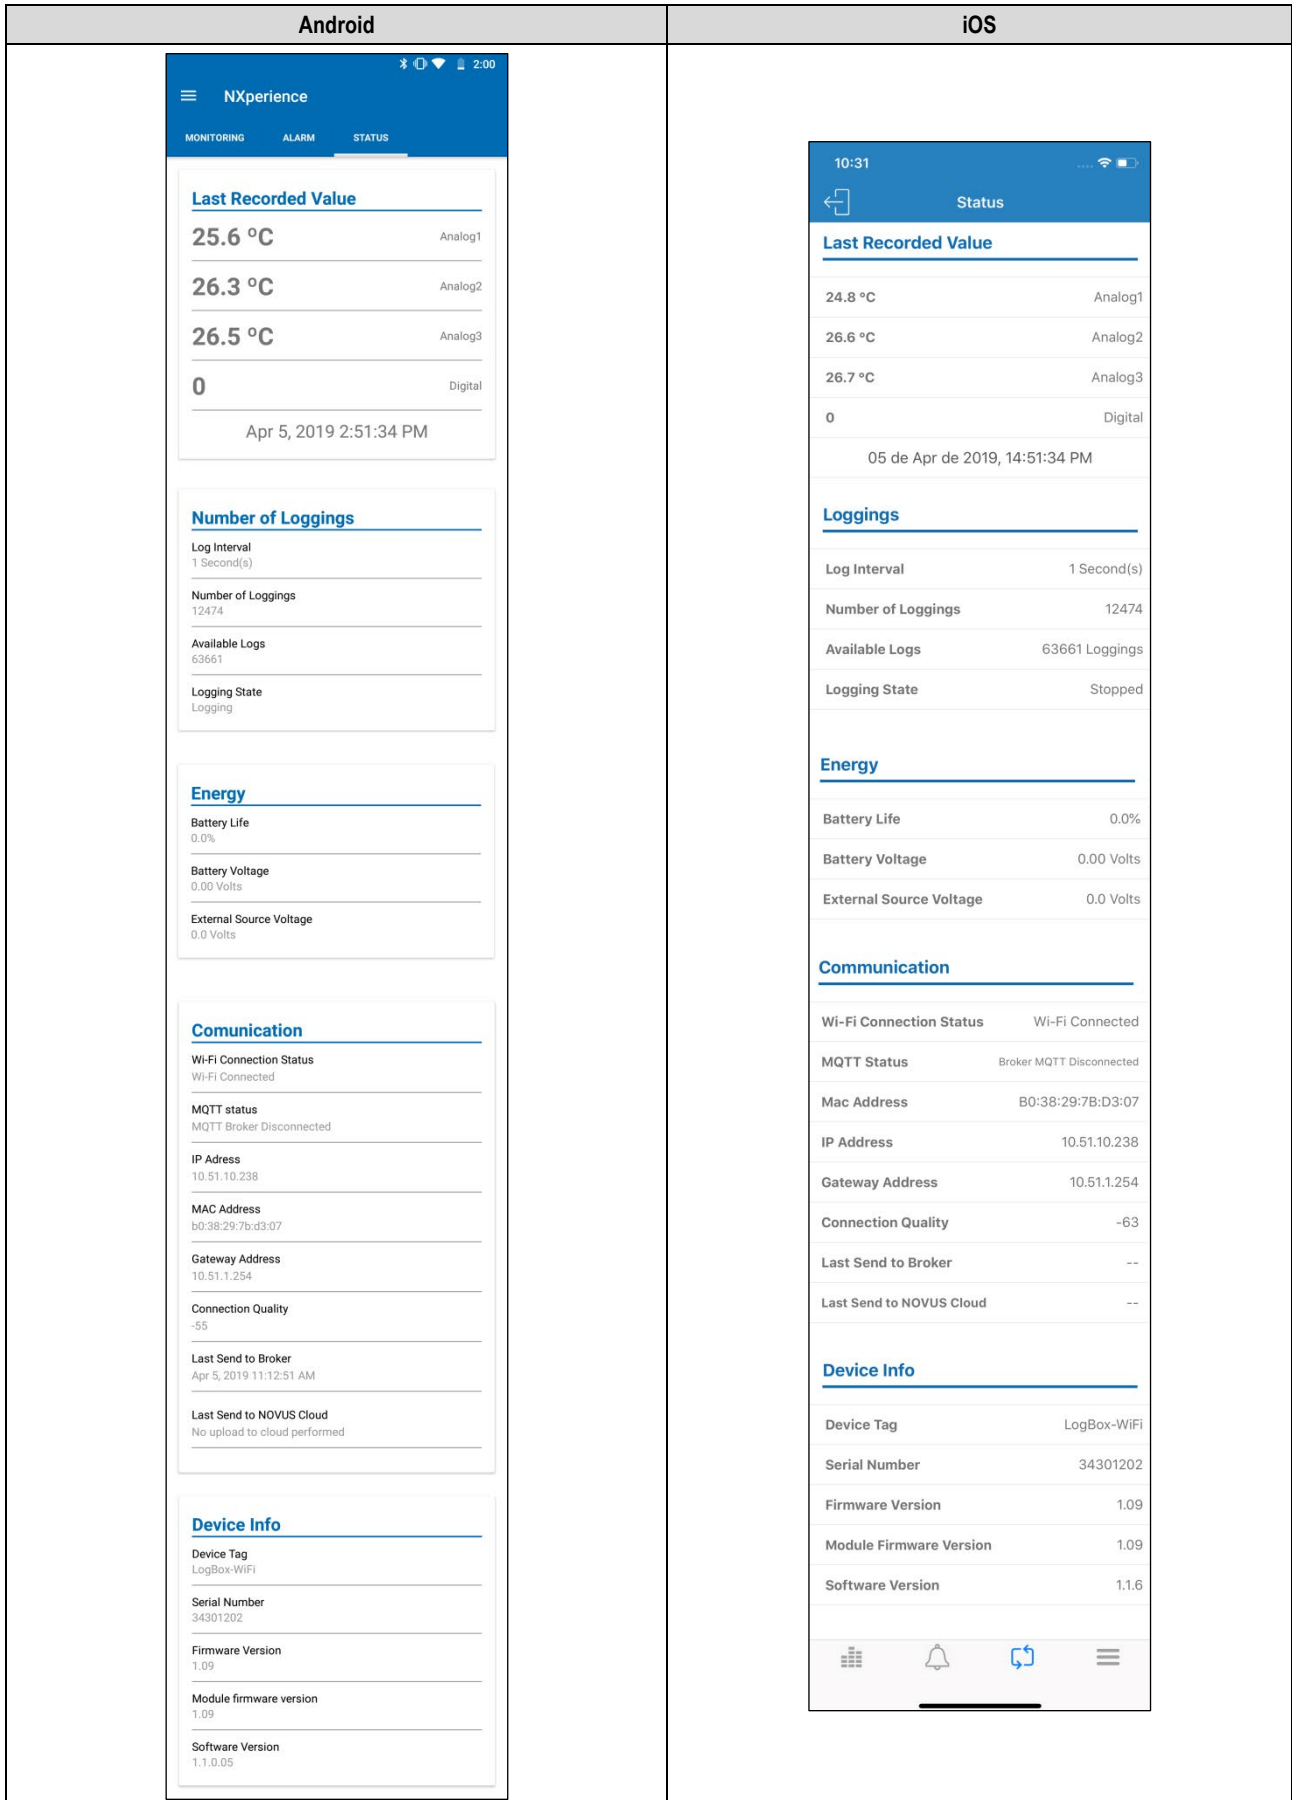 Android
iOS
2:00
NXperience
MONITORING ALARM STATUS
Last Recorded Value
25.6 ºC Analog1
26.3 ºC Analog2
26.5 ºC Analog3
0 Digital
Apr 5, 2019 2:51:34 PM
Number of Loggings
Log Interval
1 Second(s)
Number of Loggings
12474
Available Logs
63661
Logging State
Logging
Energy
Battery Life
0.0%
Battery Voltage
0.00 Volts
External Source Voltage
0.0 Volts
Comunication
Wi-Fi Connection Status
Wi-Fi Connected
MQTT status
MQTT Broker Disconnected
IP Adress
10.51.10.238
MAC Address
b0:38:29:7b:d3:07
Gateway Address
10.51.1.254
Connection Quality
-55
Last Send to Broker
Apr 5, 2019 11:12:51 AM
Last Send to NOVUS Cloud
No upload to cloud performed
Device Info
Device Tag
LogBox-WiFi
Serial Number
34301202
Firmware Version
1.09
Module firmware version
1.09
Software Version
1.1.0.05
10:31
Status
Last Recorded Value
24.8 ºC Analog1
26.6 ºC Analog2
26.7 ºC Analog3
0 Digital
05 de Apr de 2019, 14:51:34 PM
Loggings
Log Interval 1 Second(s)
Number of Loggings 12474
Available Logs 63661 Loggings
Logging State Stopped
Energy
Battery Life 0.0%
Battery Voltage 0.00 Volts
External Source Voltage 0.0 Volts
Communication
Wi-Fi Connection Status Wi-Fi Connected
MQTT Status Broker MQTT Disconnected
Mac Address B0:38:29:7B:D3:07
IP Address 10.51.10.238
Gateway Address 10.51.1.254
Connection Quality -63
Last Send to Broker --
Last Send to NOVUS Cloud --
Device Info
Device Tag LogBox-WiFi
Serial Number 34301202
Firmware Version 1.09
Module Firmware Version 1.09
Software Version 1.1.6